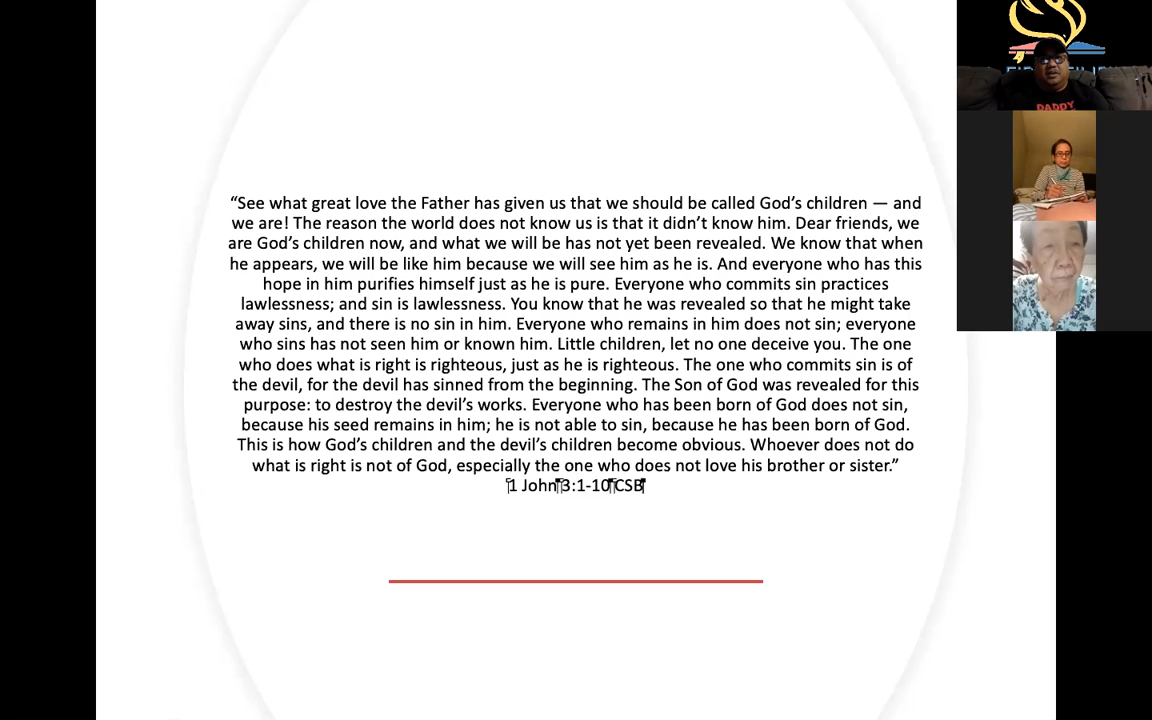 “See what great love the Father has given us that we should be called God’s children — and
we are! The reason the world does not know us is that it didn’t know him. Dear friends, we
are God’s children now, and what we will be has not yet been revealed. We know that when
he appears, we will be like him because we will see him as he is. And everyone who has this
hope in him purifies himself just as he is pure. Everyone who commits sin practices
lawlessness; and sin is lawlessness. You know that he was revealed so that he might take
away sins, and there is no sin in him. Everyone who remains in him does not sin; everyone
who sins has not seen him or known him. Little children, let no one deceive you. The one
who does what is right is righteous, just as he is righteous. The one who commits sin is of
the devil, for the devil has sinned from the beginning. The Son of God was revealed for this
purpose: to destroy the devil’s works. Everyone who has been born of God does not sin,
because his seed remains in him; he is not able to sin, because he has been born of God.
This is how God’s children and the devil’s children become obvious. Whoever does not do
what is right is not of God, especially the one who does not love his brother or sister.”
1 John 3:1-10 CSB
DADDY